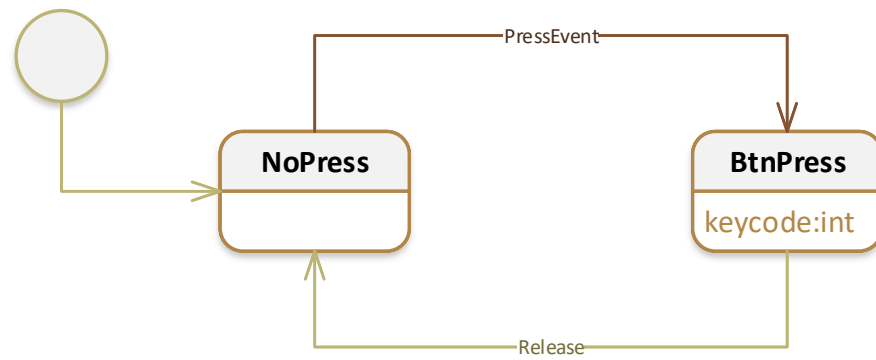 PressEvent
NoPress
BtnPress
keycode:int
Release